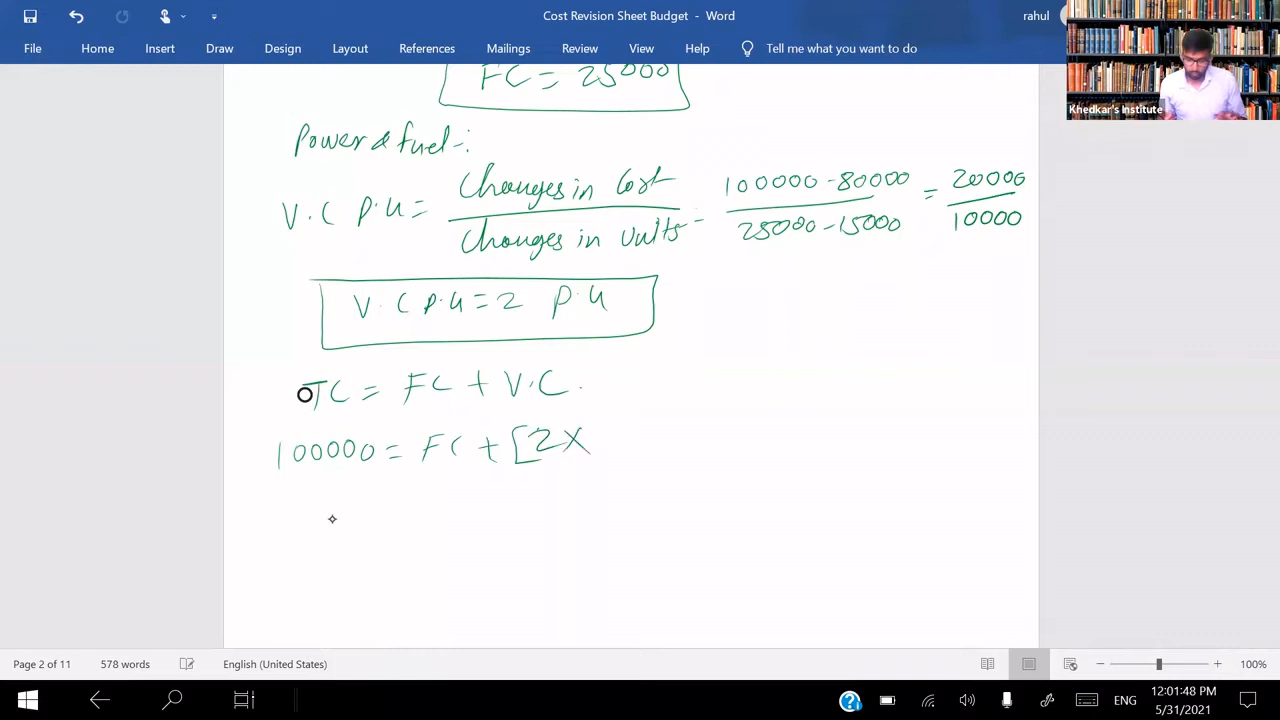 Cost Revision Sheet Budget - Word
rahul
File Home Insert Draw Design Layout References Mailings Review View Help Tell me what you want to do
Khedkar's Institute
FC = 25000
Power & fuel -:
V.C P.U = Changes in Cost / Changes in units = 100000 - 80000 / 25000 - 15000 = 20000 / 10000
V.C P.U = 2 P.U
TC = FC + V.C.
100000 = FC + [2X
Page 2 of 11 578 words English (United States) 100%
ENG 12:01:48 PM
5/31/2021